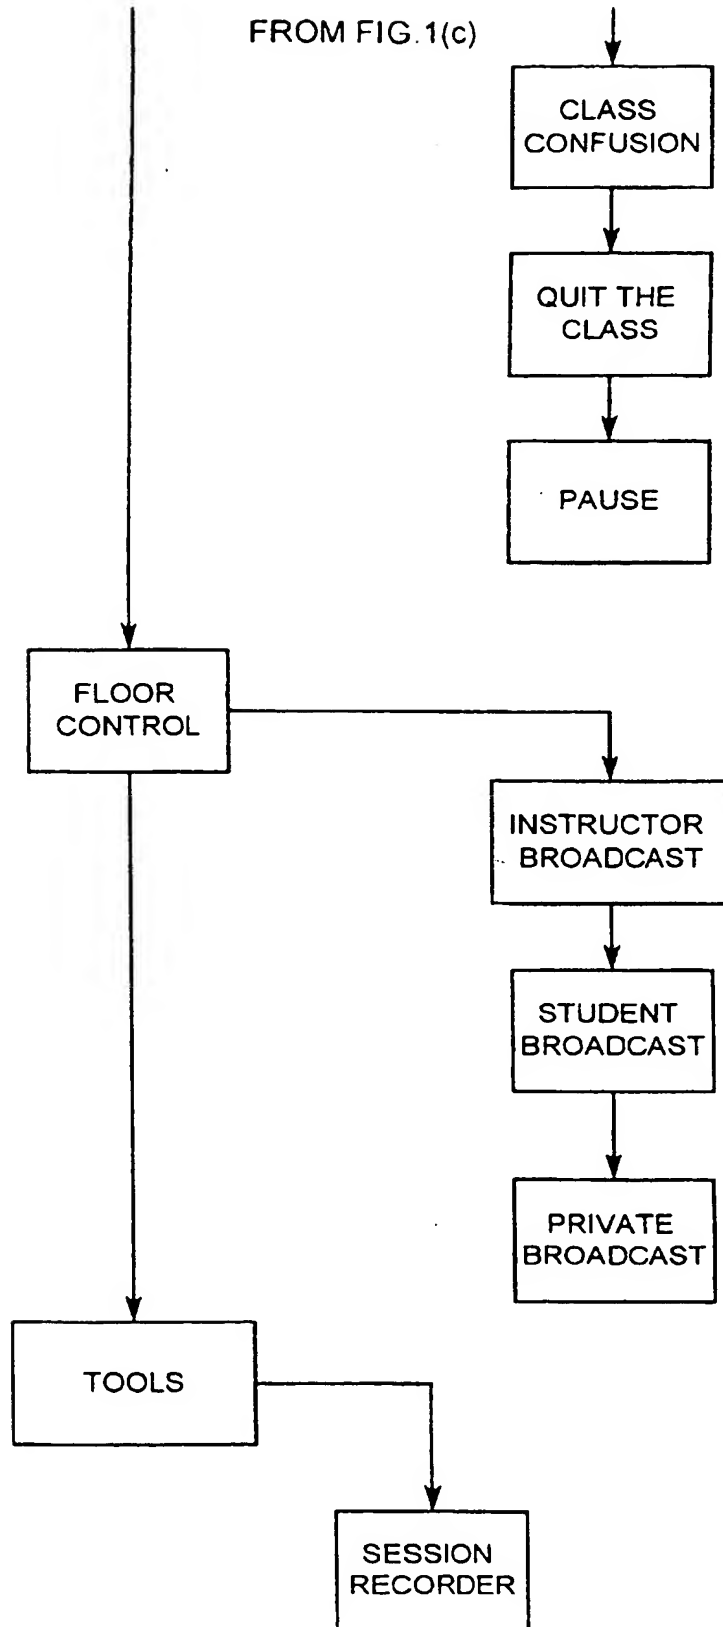 FROM FIG.1(c)
CLASS
CONFUSION
QUIT THE
CLASS
PAUSE
FLOOR
CONTROL
INSTRUCTOR
BROADCAST
STUDENT
BROADCAST
PRIVATE
BROADCAST
TOOLS
SESSION
RECORDER